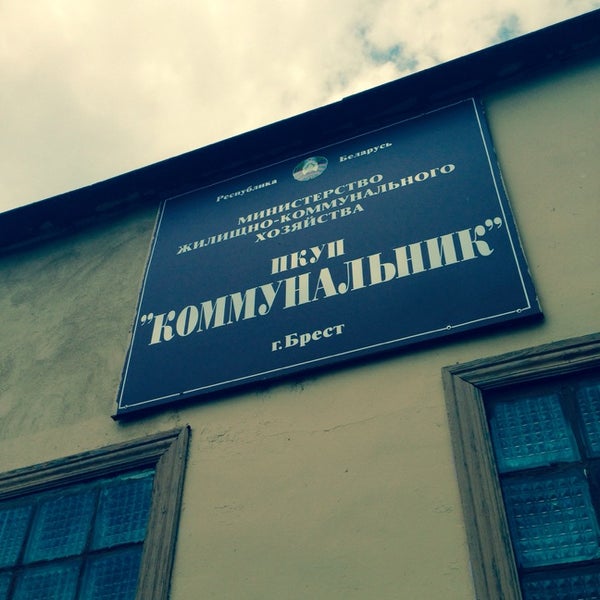 Республика Беларусь
МИНИСТЕРСТВО
ЖИЛИЩНО-КОММУНАЛЬНОГО
ХОЗЯЙСТВА
ПКУП
"КОММУНАЛЬНИК"
г.Брест